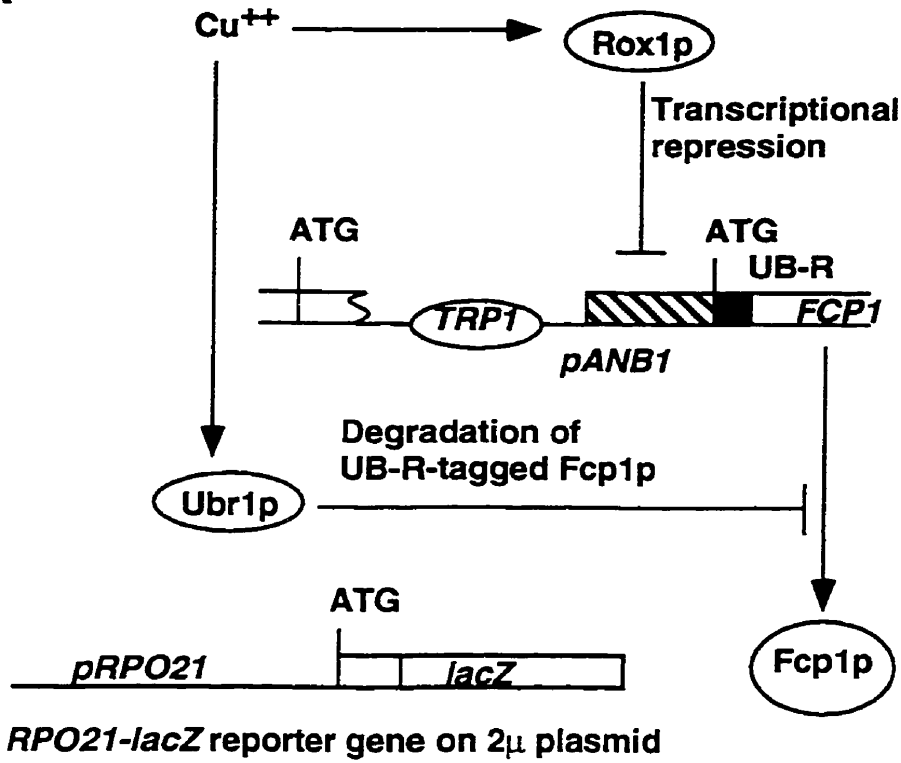 Cu++
Rox1p
Transcriptional
repression
ATG
ATG
UB-R
TRP1
FCP1
pANB1
Degradation of
UB-R-tagged Fcp1p
Ubr1p
ATG
pRPO21
lacZ
Fcp1p
RPO21-lacZ reporter gene on 2µ plasmid